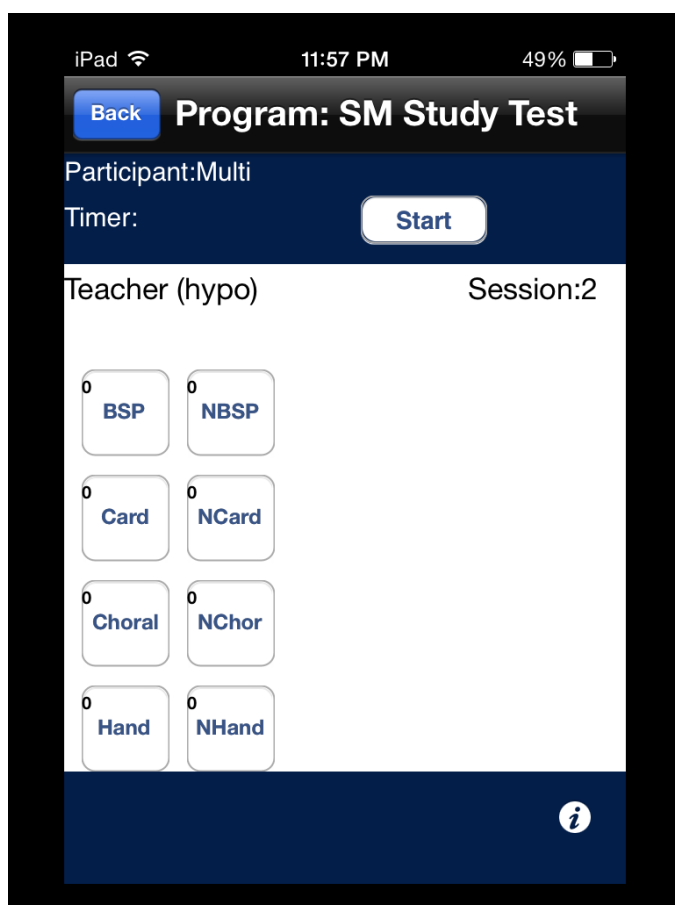 iPad 11:57 PM 49%
Back Program: SM Study Test
Participant:Multi
Timer: Start
Teacher (hypo) Session:2
0 0
BSP NBSP
0 0
Card NCard
0 0
Choral NChor
0 0
Hand NHand
i